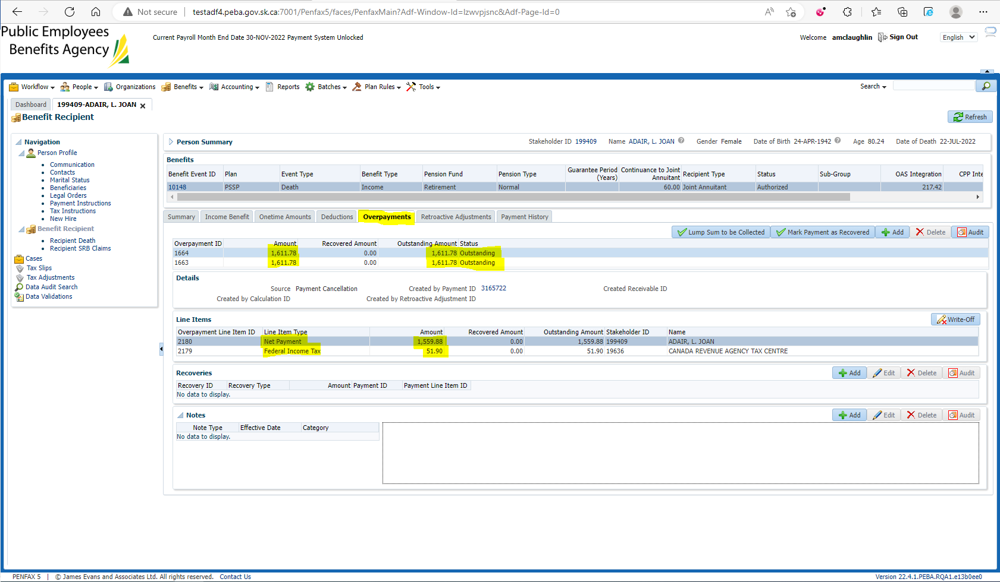 Not secure | testadf4.peba.gov.sk.ca:7001/Penfax5/faces/PenfaxMain?Adf-Window-Id=lzwvpjsnc&Adf-Page-Id=0
Public Employees
Benefits Agency
Current Payroll Month End Date 30-NOV-2022 Payment System Unlocked
Welcome amclaughlin Sign Out English
Workflow People Organizations Benefits Accounting Reports Batches Plan Rules Tools Search
Dashboard 199409-ADAIR, L. JOAN
Benefit Recipient Refresh
Navigation
Person Profile
Communication
Contacts
Marital Status
Beneficiaries
Legal Orders
Payment Instructions
Tax Instructions
New Hire
Benefit Recipient
Recipient Death
Recipient SRB Claims
Cases
Tax Slips
Tax Adjustments
Data Audit Search
Data Validations
Person Summary Stakeholder ID 199409 Name ADAIR, L. JOAN Gender Female Date of Birth 24-APR-1942 Age 80.24 Date of Death 22-JUL-2022
Benefits
Benefit Event ID Plan Event Type Benefit Type Pension Fund Pension Type Guarantee Period (Years) Continuance to Joint Annuitant Recipient Type Status Sub-Group OAS Integration CPP Inte
10148 PSSP Death Income Retirement Normal 60.00 Joint Annuitant Authorized 217.42
Summary Income Benefit Onetime Amounts Deductions Overpayments Retroactive Adjustments Payment History
Lump Sum to be Collected Mark Payment as Recovered Add Delete Audit
Overpayment ID Amount Recovered Amount Outstanding Amount Status
1664 1,611.78 0.00 1,611.78 Outstanding
1663 1,611.78 0.00 1,611.78 Outstanding
Details
Source Payment Cancellation Created by Payment ID 3165722 Created Receivable ID
Created by Calculation ID Created by Retroactive Adjustment ID
Line Items Write-Off
Overpayment Line Item ID Line Item Type Amount Recovered Amount Outstanding Amount Stakeholder ID Name
2180 Net Payment 1,559.88 0.00 1,559.88 199409 ADAIR, L. JOAN
2179 Federal Income Tax 51.90 0.00 51.90 19636 CANADA REVENUE AGENCY TAX CENTRE
Recoveries Add Edit Delete Audit
Recovery ID Recovery Type Amount Payment ID Payment Line Item ID
No data to display.
Notes Add Edit Delete Audit
Note Type Effective Date Category
No data to display.
PENFAX 5 | © James Evans and Associates Ltd. All rights reserved. Contact Us Version 22.4.1.PEBA.RQA1.e13b0ee0